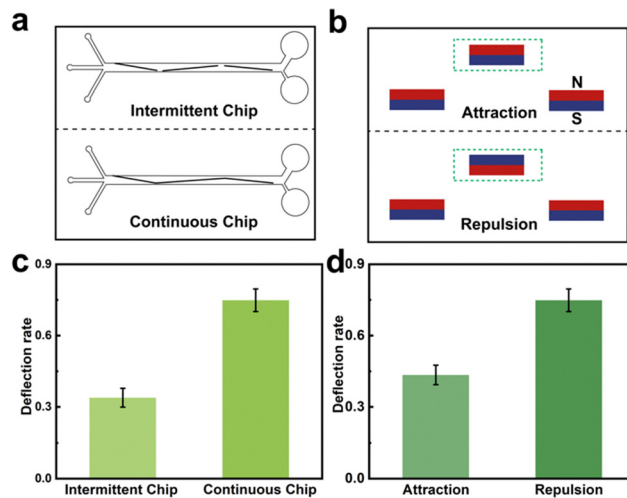 a
Intermittent Chip
Continuous Chip
b
N
Attraction
S
Repulsion
c
Deflection rate
0.9
0.6
0.3
0.0
Intermittent Chip Continuous Chip
d
Deflection rate
0.9
0.6
0.3
0.0
Attraction Repulsion